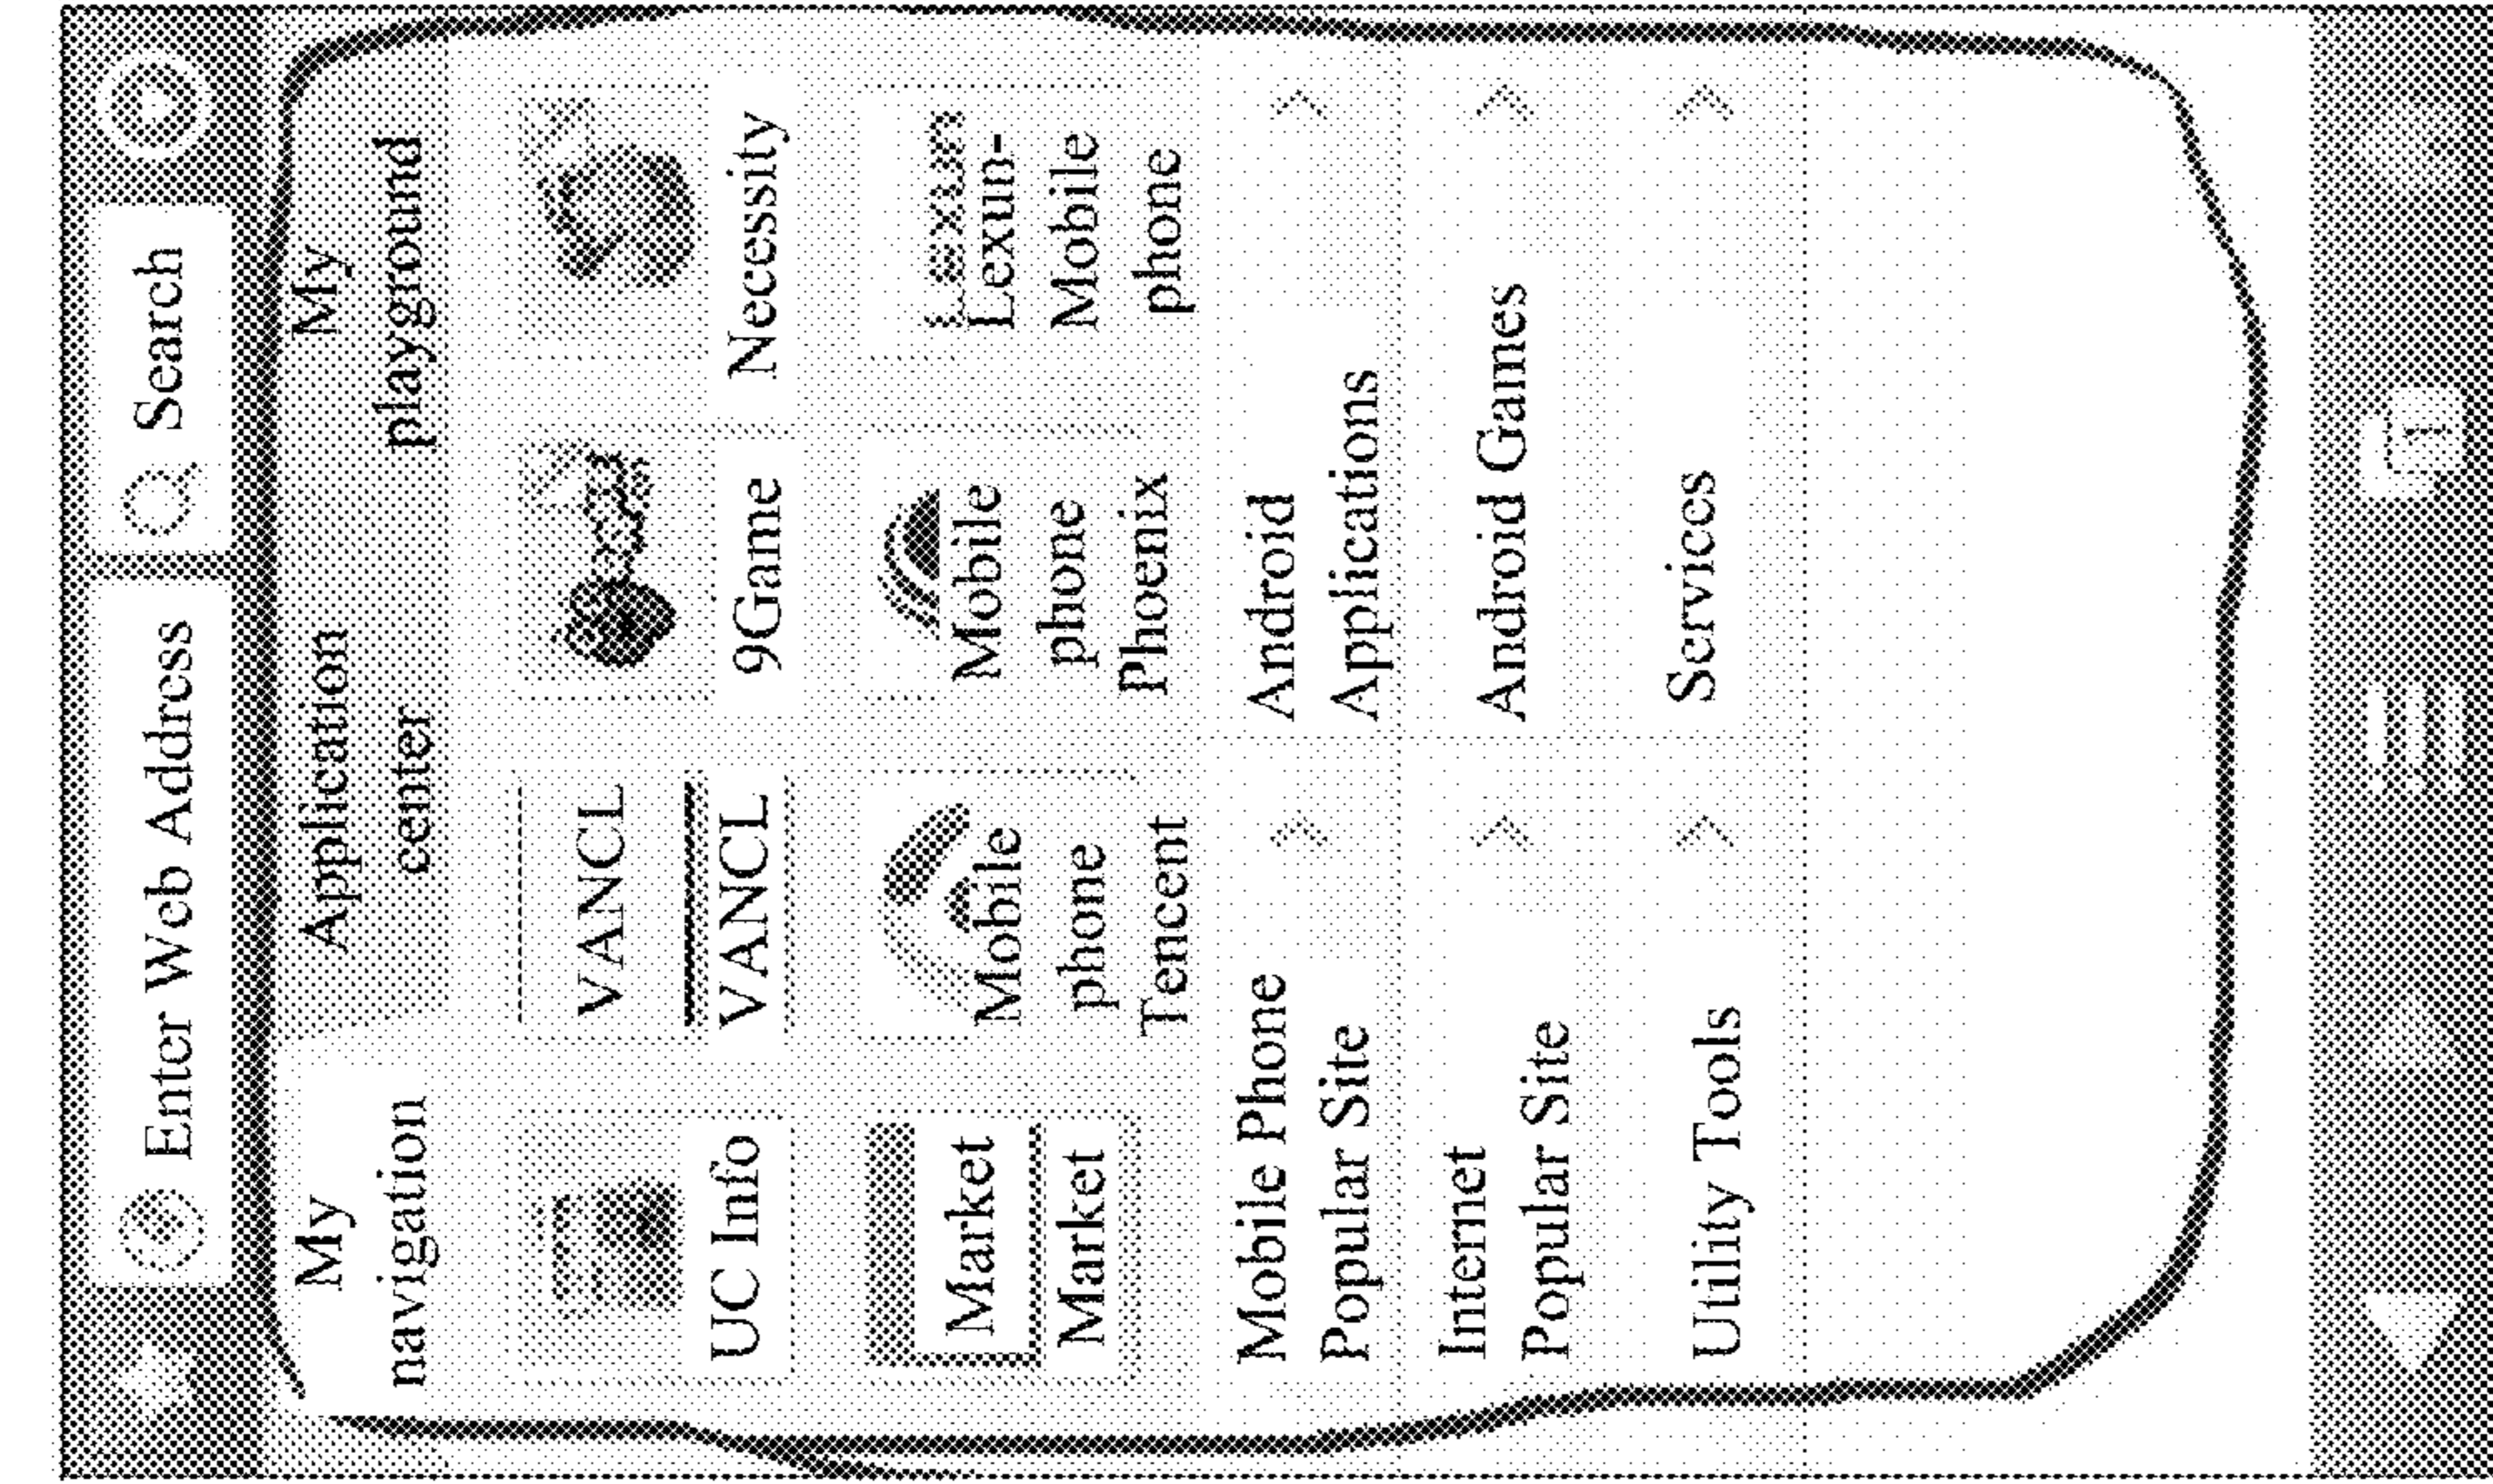 Enter Web Address
Search
My
navigation
Application
center
My
playground
UC Info
VANCL
VANCL
9Game
Necessity
Market
Market
Mobile
phone
Tencent
Mobile
phone
Phoenix
Lexun
Lexun-
Mobile
phone
Mobile Phone
Popular Site
Android
Applications
Internet
Popular Site
Android Games
Utility Tools
Services
1